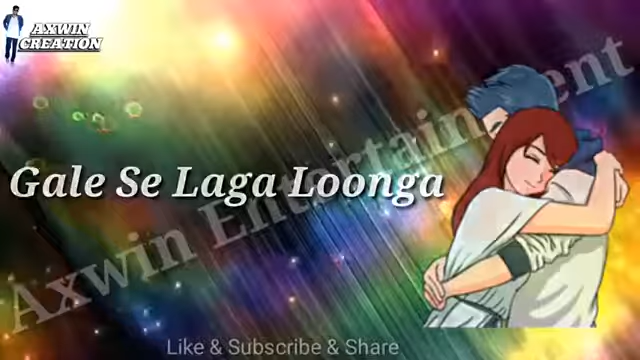 AXWIN
CREATION
Axwin Entertainment
Gale Se Laga Loonga
Like & Subscribe & Share